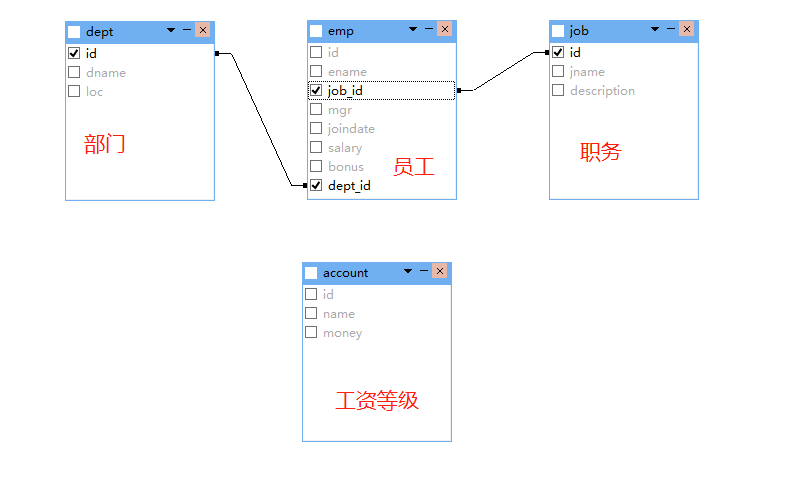 dept
id
dname
loc
部门
emp
id
ename
job_id
mgr
joindate
salary
bonus
dept_id
员工
job
id
jname
description
职务
account
id
name
money
工资等级